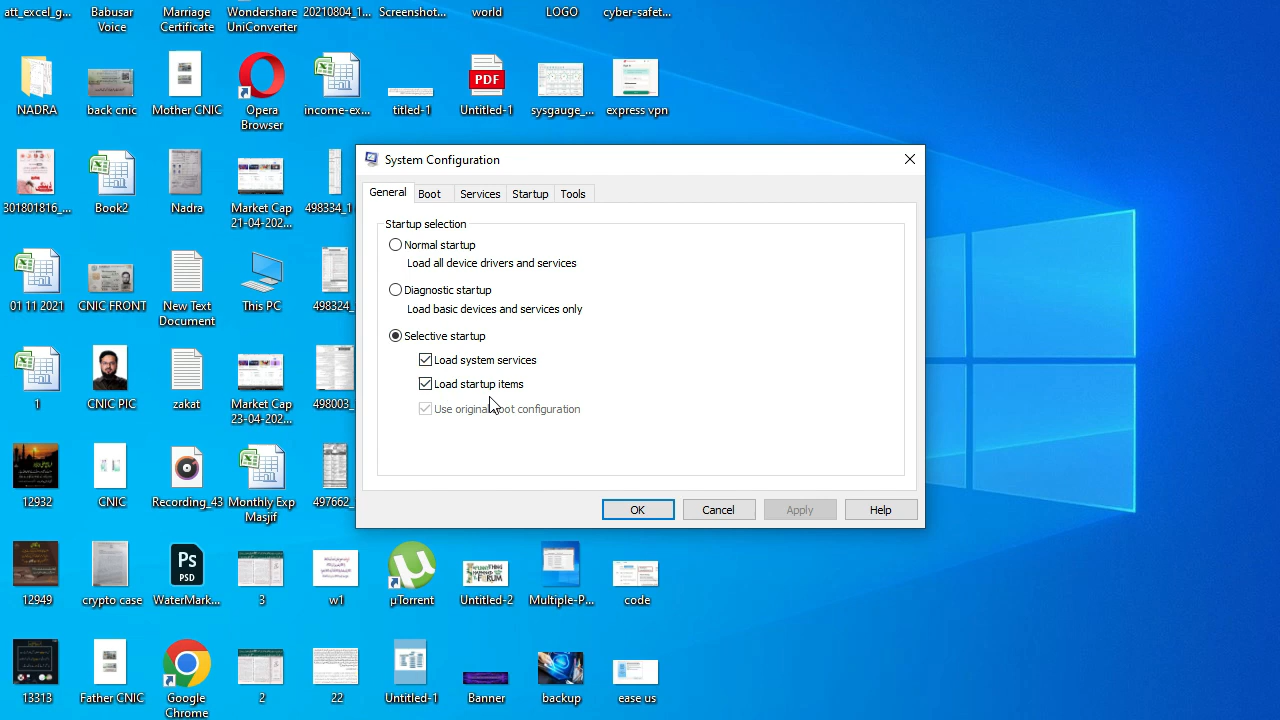 att_excel_g...
Babusar
Voice
Marriage
Certificate
Wondershare
UniConverter
20210804_1...
Screenshot...
world
LOGO
cyber-safet...
NADRA
back cnic
Mother CNIC
Opera
Browser
income-ex...
titled-1
PDF
Untitled-1
sysgauge_...
express vpn
301801816_...
Book2
Nadra
Market Cap
21-04-202...
498334_1
01 11 2021
CNIC FRONT
New Text
Document
This PC
498324_
1
CNIC PIC
zakat
Market Cap
23-04-202...
498003_
12932
CNIC
Recording_43
Monthly Exp
Masjif
497662_
System Configuration
General
Boot
Services
Startup
Tools
Startup selection
Normal startup
Load all device drivers and services
Diagnostic startup
Load basic devices and services only
Selective startup
Load system services
Load startup items
Use original boot configuration
OK
Cancel
Apply
Help
12949
crypto case
Ps
PSD
WaterMark...
3
w1
µTorrent
Untitled-2
Multiple-P...
code
13313
Father CNIC
Google
Chrome
2
22
Untitled-1
Banner
backup
ease us